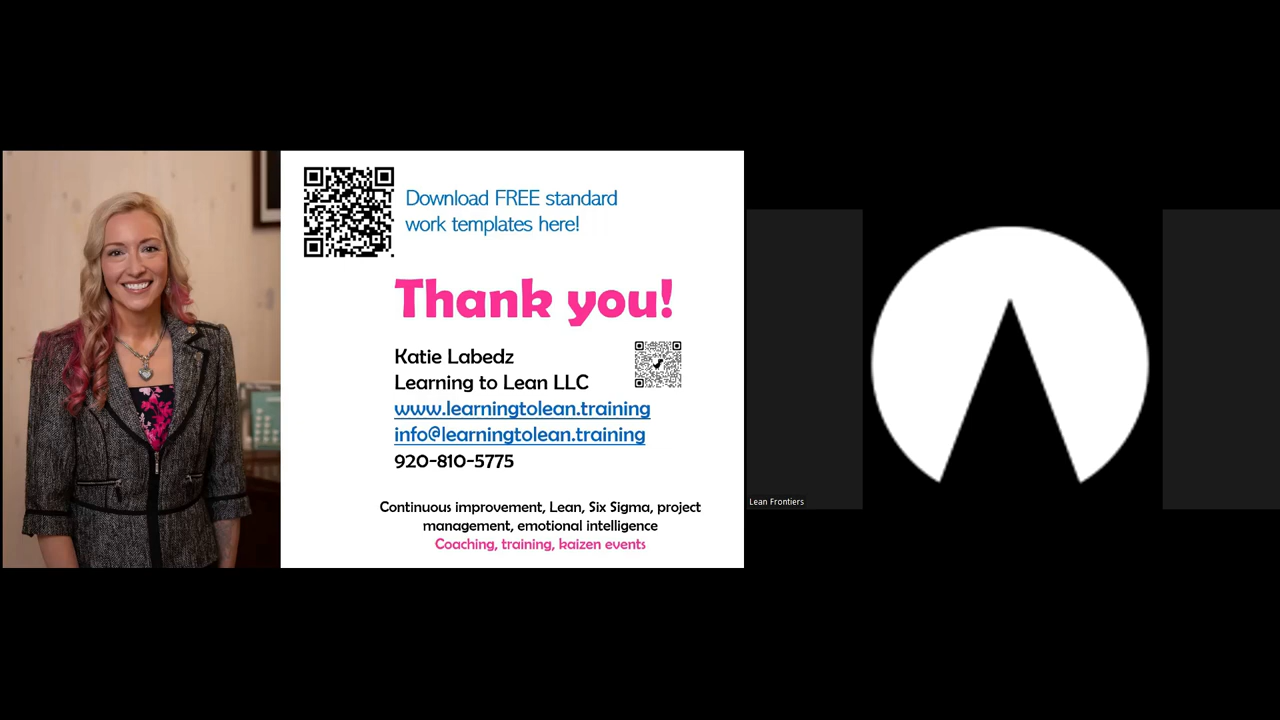 Download FREE standard
work templates here!
Thank you!
Katie Labedz
Learning to Lean LLC
www.learningtolean.training
info@learningtolean.training
920-810-5775
Continuous improvement, Lean, Six Sigma, project
management, emotional intelligence
Coaching, training, kaizen events
Lean Frontiers